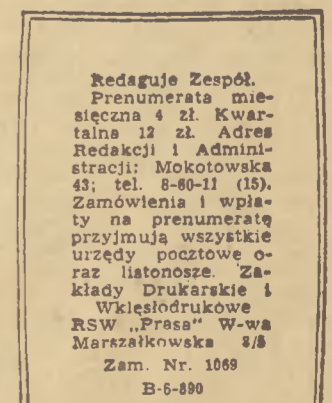 Redaguje Zespół.
Prenumerata mie-
sięczna 4 zł. Kwar-
talna 12 zł. Adres
Redakcji i Admini-
stracji: Mokotowska
43; tel. 8-60-11 (15).
Zamówienia i wpła-
ty na prenumeratę
przyjmują wszystkie
urzędy pocztowe o-
raz listonosze. Za-
kłady Drukarskie i
Wklęsłodrukowe
RSW „Prasa" W-wa
Marszałkowska 3/5
Zam. Nr. 1069
B-6-890